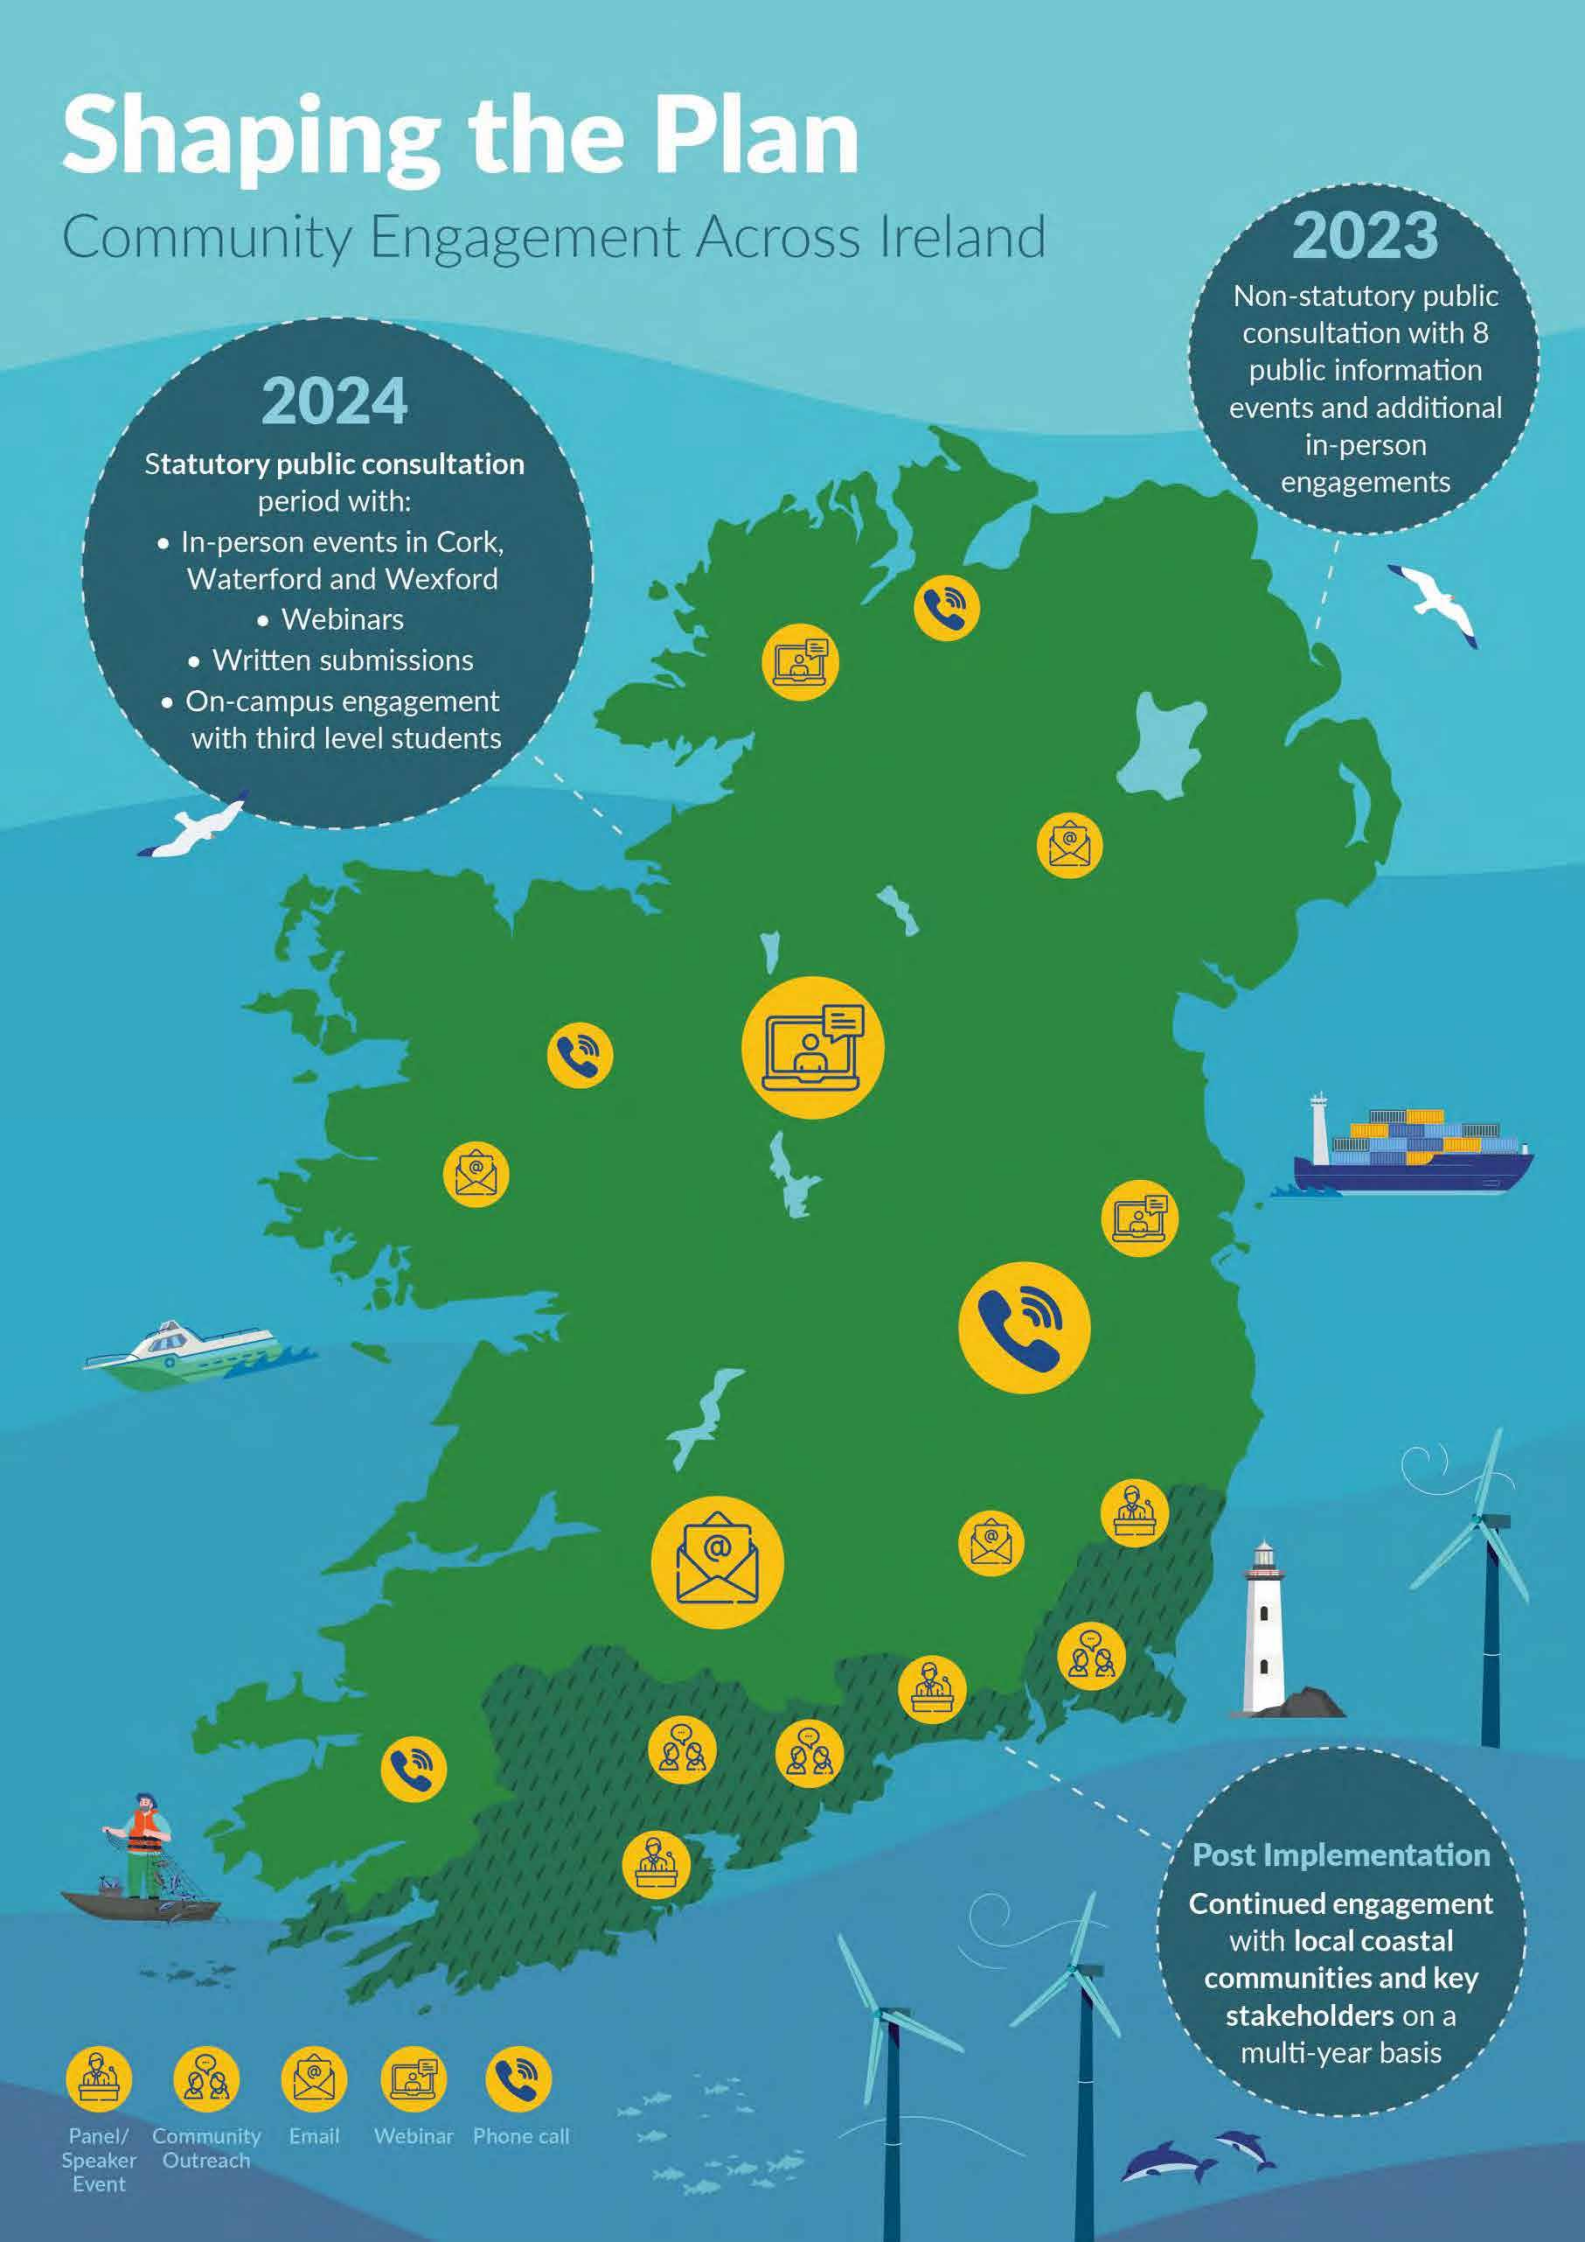 Shaping the Plan
Community Engagement Across Ireland
2023
Non-statutory public
consultation with 8
public information
events and additional
in-person
engagements
2024
Statutory public consultation
period with:
• In-person events in Cork,
Waterford and Wexford
• Webinars
• Written submissions
• On-campus engagement
with third level students
Post Implementation
Continued engagement
with local coastal
communities and key
stakeholders on a
multi-year basis
Panel/
Speaker
Event
Community
Outreach
Email
Webinar
Phone call